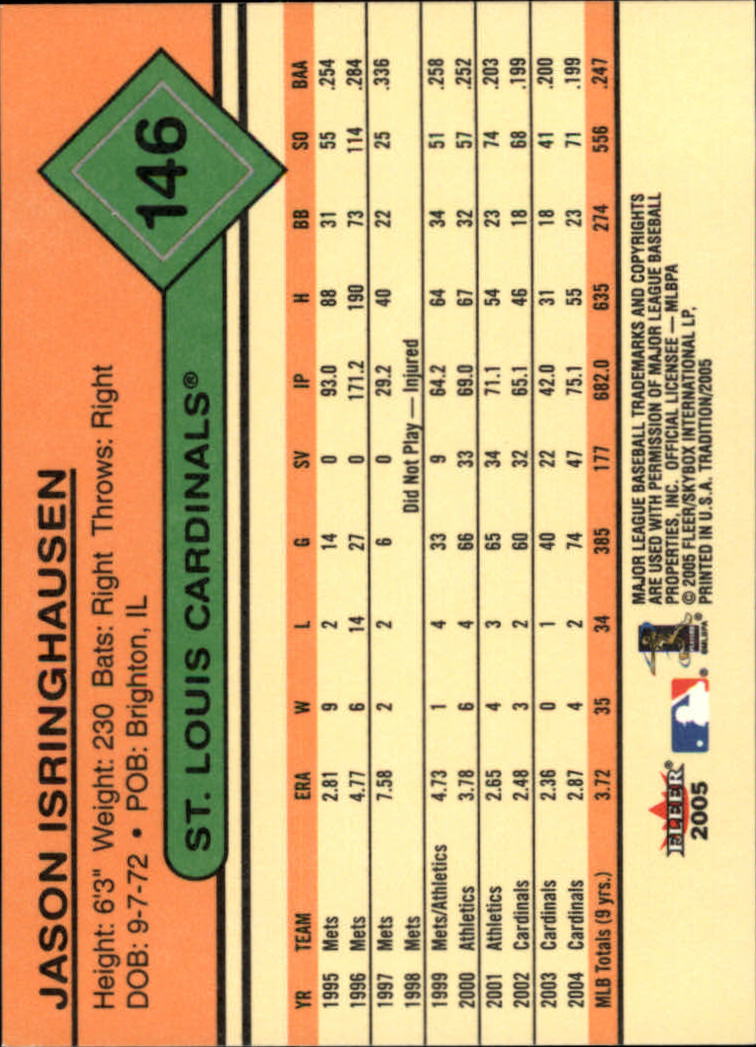 JASON ISRINGHAUSEN
Height: 6'3" Weight: 230 Bats: Right Throws: Right
DOB: 9-7-72 • POB: Brighton, IL
146
ST. LOUIS CARDINALS®
YR TEAM ERA W L G SV IP H BB SO BAA
1995 Mets 2.81 9 2 14 0 93.0 88 31 55 .254
1996 Mets 4.77 6 14 27 0 171.2 190 73 114 .284
1997 Mets 7.58 2 2 6 0 29.2 40 22 25 .336
1998 Mets Did Not Play — Injured
1999 Mets/Athletics 4.73 1 4 33 9 64.2 64 34 51 .258
2000 Athletics 3.78 6 4 66 33 69.0 67 32 57 .252
2001 Athletics 2.65 4 3 65 34 71.1 54 23 74 .203
2002 Cardinals 2.48 3 2 60 32 65.1 46 18 68 .199
2003 Cardinals 2.36 0 1 40 22 42.0 31 18 41 .200
2004 Cardinals 2.87 4 2 74 47 75.1 55 23 71 .199
MLB Totals (9 yrs.) 3.72 35 34 385 177 682.0 635 274 556 .247
FLEER®
2005
MAJOR LEAGUE BASEBALL TRADEMARKS AND COPYRIGHTS
ARE USED WITH PERMISSION OF MAJOR LEAGUE BASEBALL
PROPERTIES, INC. OFFICIAL LICENSEE — MLBPA
© 2005 FLEER/SKYBOX INTERNATIONAL LP,
PRINTED IN U.S.A. TRADITION/2005